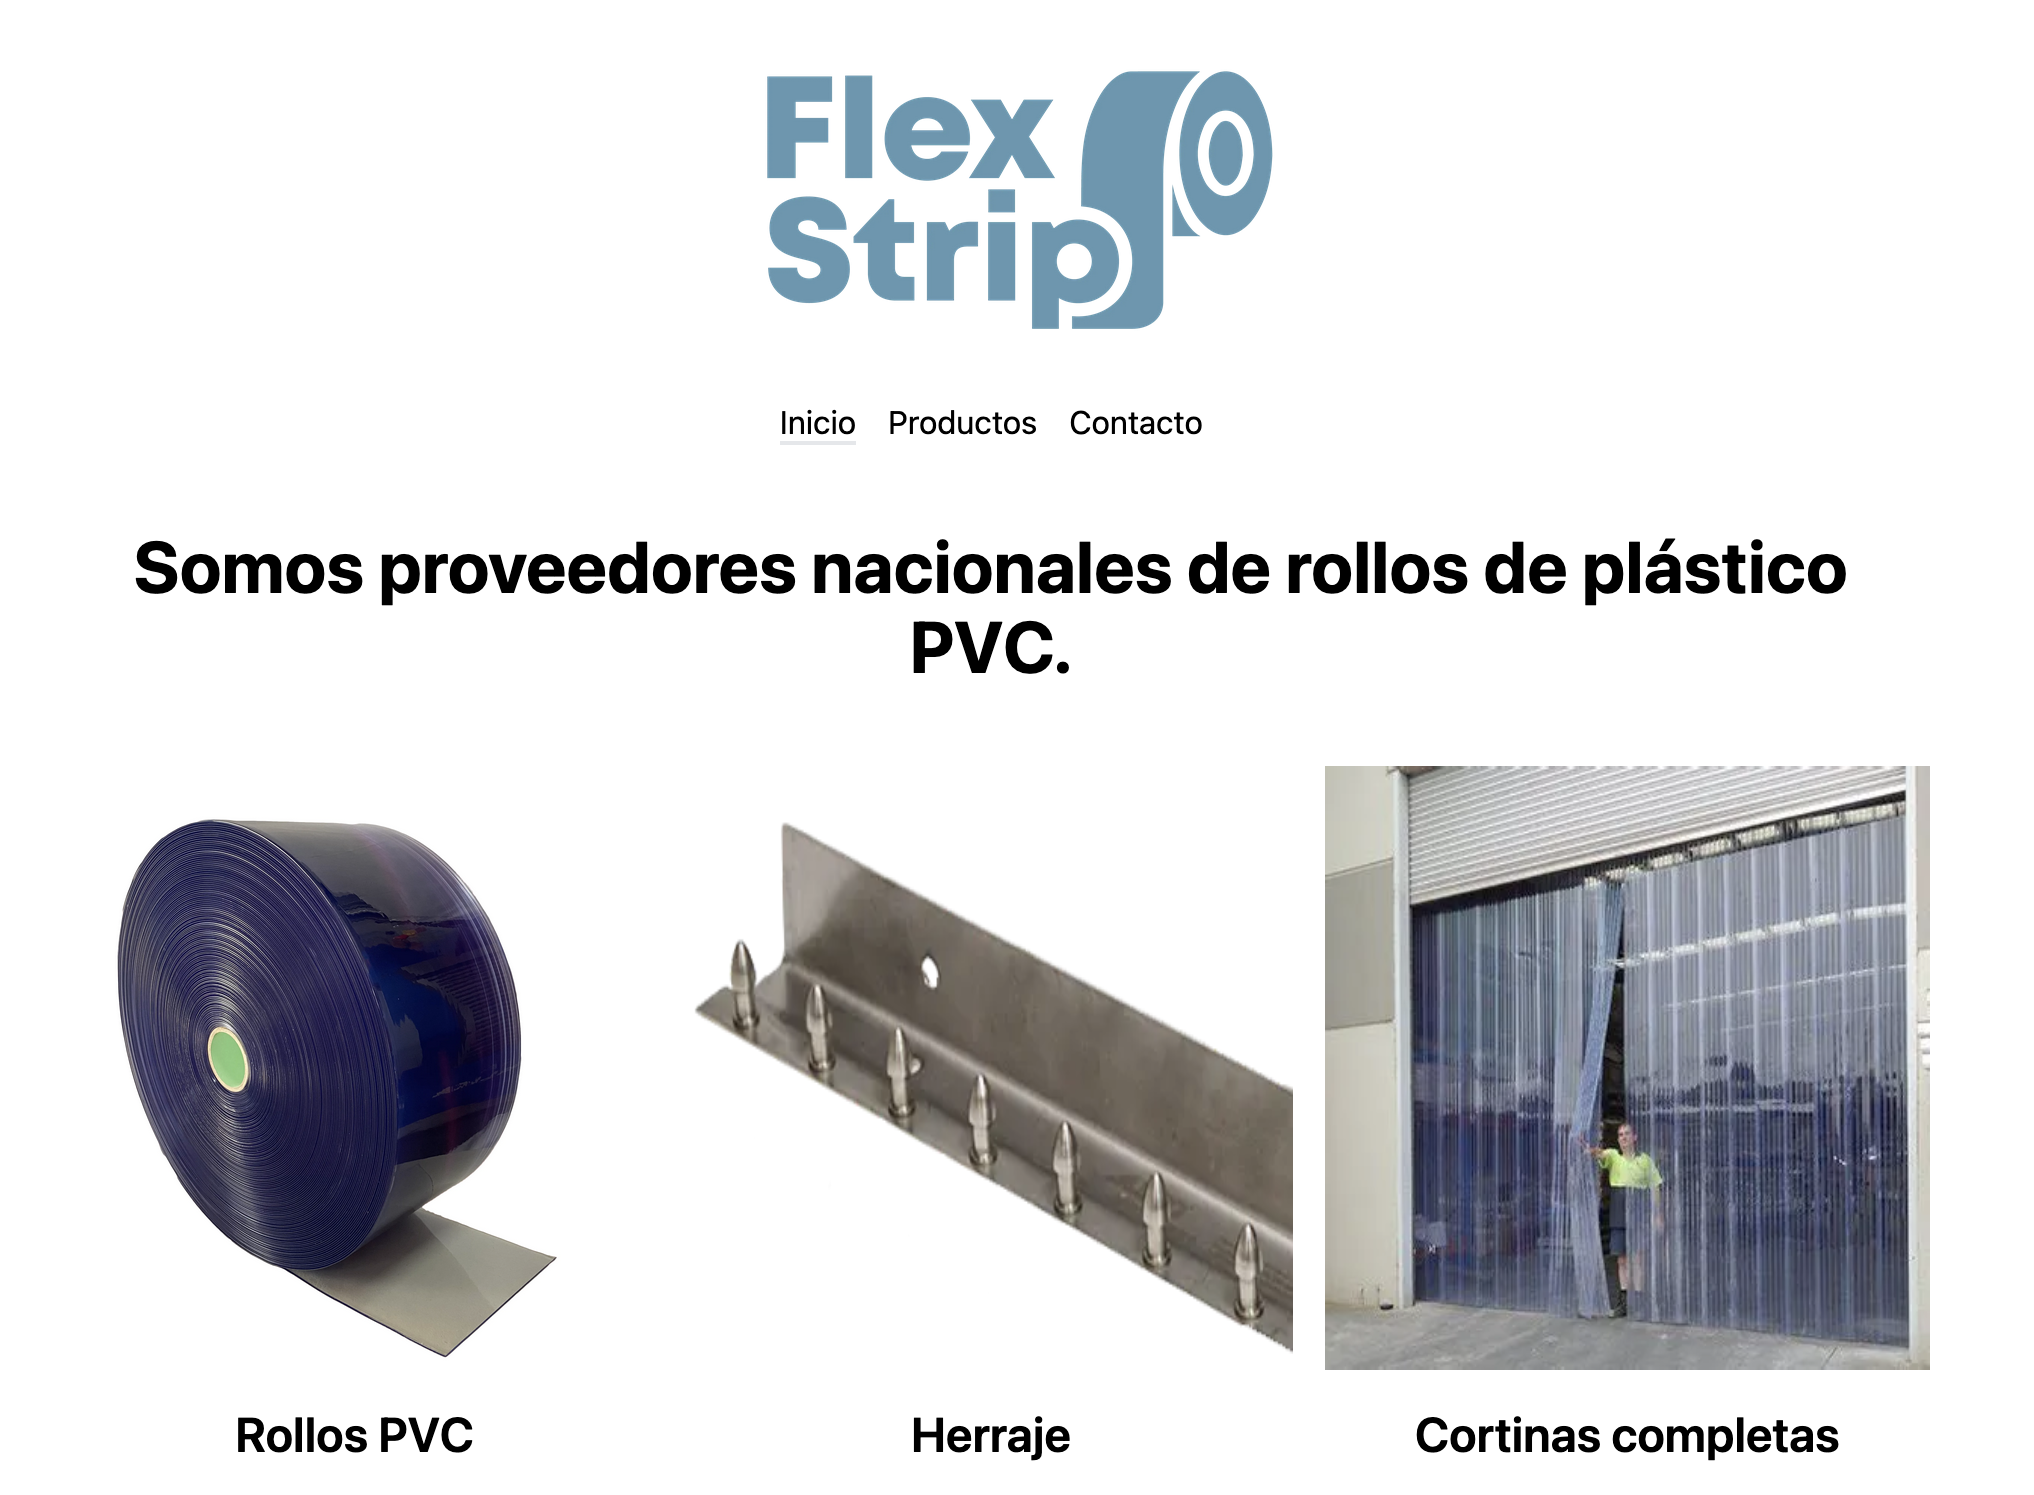 Flex
Strip
Inicio Productos Contacto
Somos proveedores nacionales de rollos de plástico
PVC.
Rollos PVC Herraje Cortinas completas